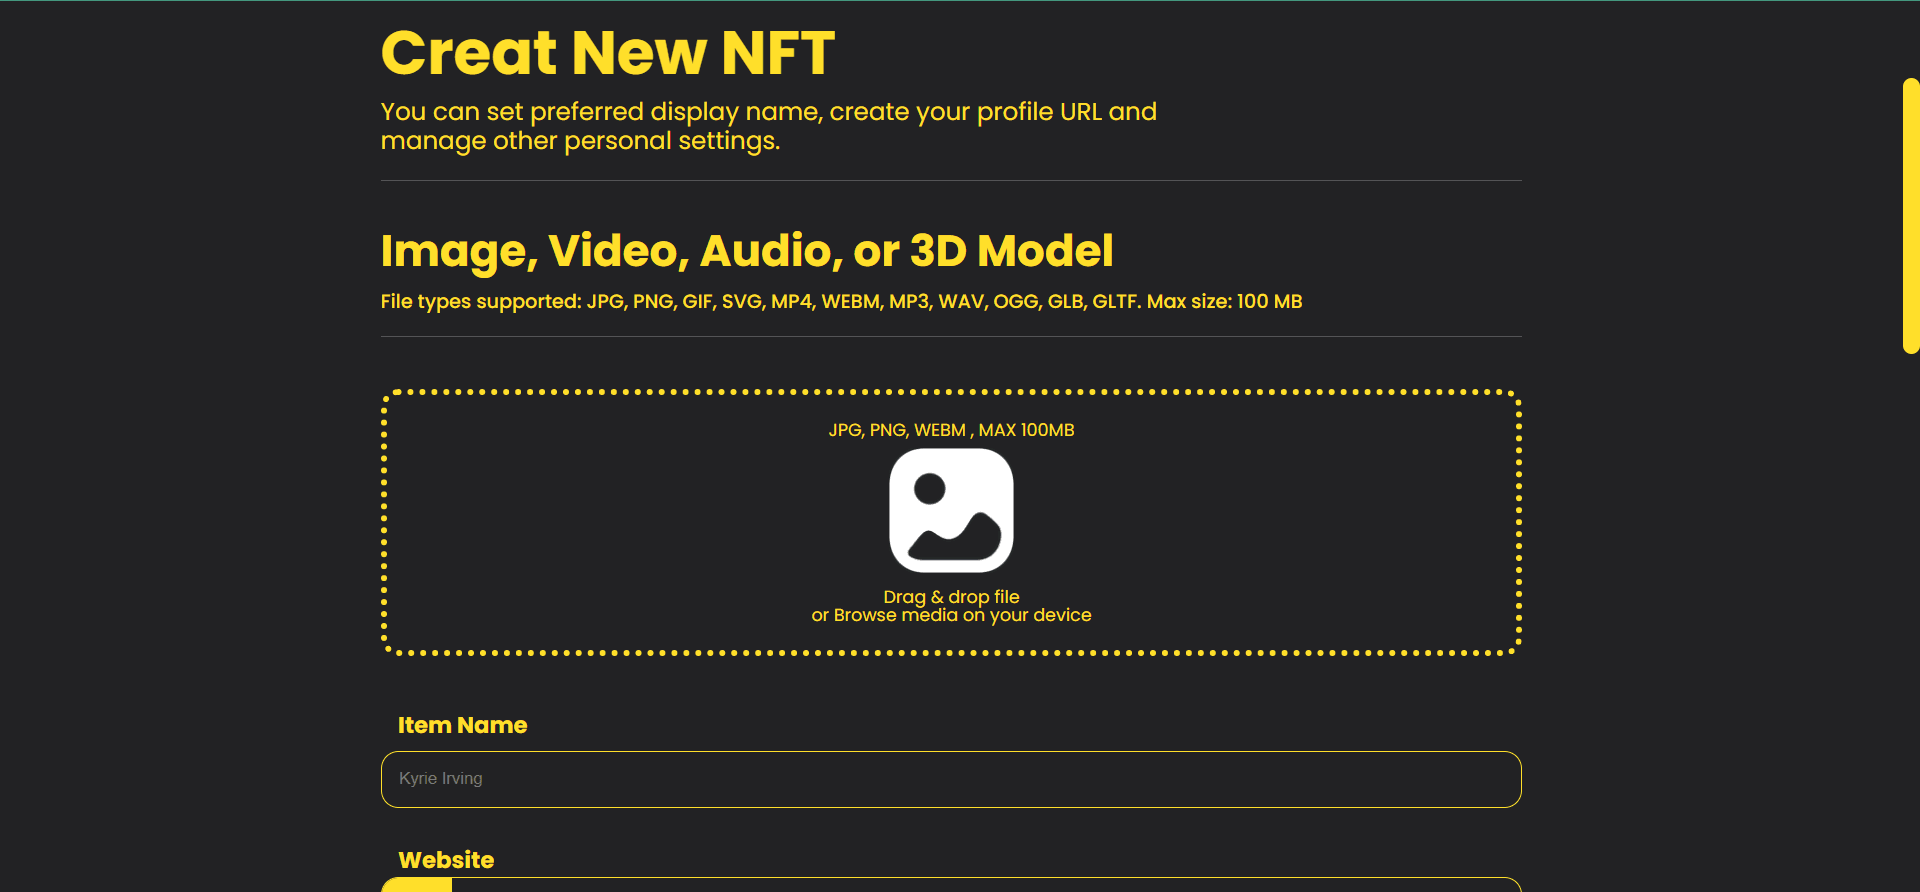 Creat New NFT
You can set preferred display name, create your profile URL and
manage other personal settings.
Image, Video, Audio, or 3D Model
File types supported: JPG, PNG, GIF, SVG, MP4, WEBM, MP3, WAV, OGG, GLB, GLTF. Max size: 100 MB
JPG, PNG, WEBM , MAX 100MB
Drag & drop file
or Browse media on your device
Item Name
Kyrie Irving
Website